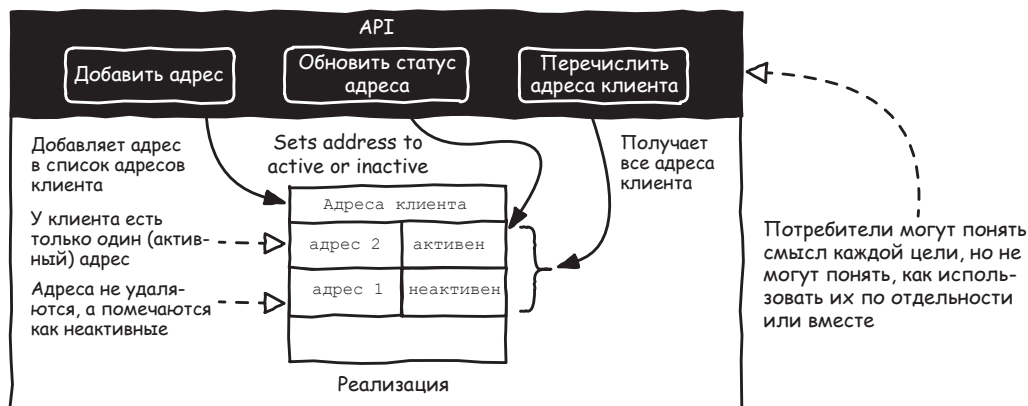 API
Добавить адрес
Обновить статус
адреса
Перечислить
адреса клиента
Добавляет адрес
в список адресов
клиента
Sets address to
active or inactive
Получает
все адреса
клиента
У клиента есть
только один (актив-
ный) адрес
Адреса не удаля-
ются, а помечаются
как неактивные
Адреса клиента
адрес 2 активен
адрес 1 неактивен
Реализация
Потребители могут понять
смысл каждой цели, но не
могут понять, как исполь-
зовать их по отдельности
или вместе